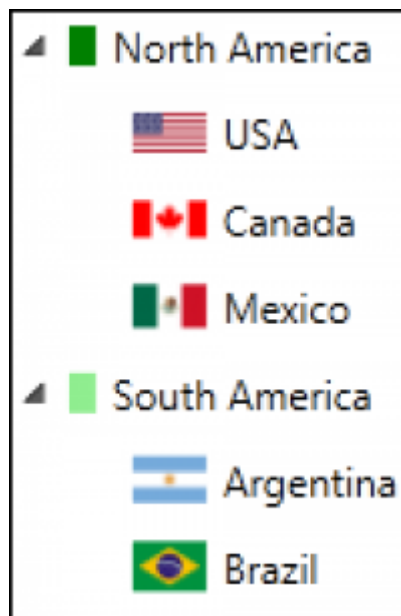 North America
USA
Canada
Mexico
South America
Argentina
Brazil